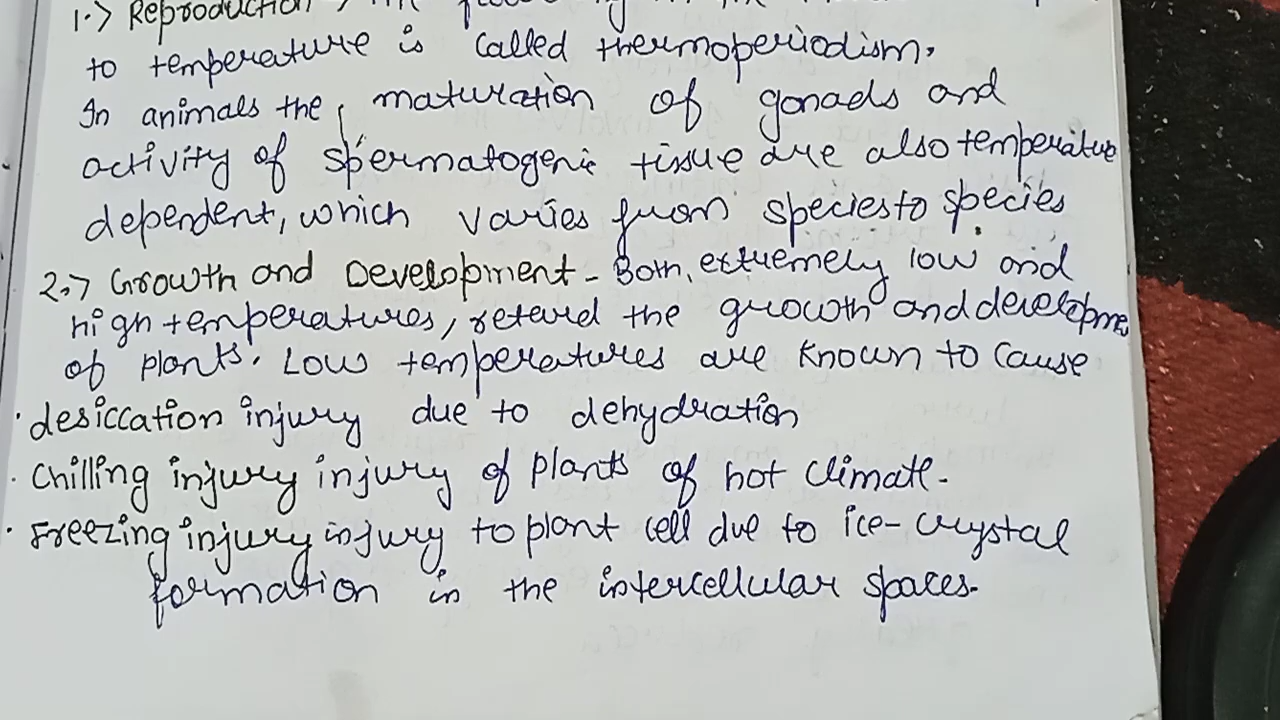 1.→ Reproduction
to temperature is called thermoperiodism.
In animals the, maturation of gonads and
activity of spermatogenic tissue are also temperature
dependent, which varies from species to species
2.→ Growth and Development - Both, extremely low and
high temperatures, retard the growth and developme
of plants. Low temperatures are known to cause
· desiccation injury due to dehydration
· Chilling injury injury of plants of hot climate.
· Freezing injury injury to plant cell due to ice-crystal
formation in the intercellular spaces.